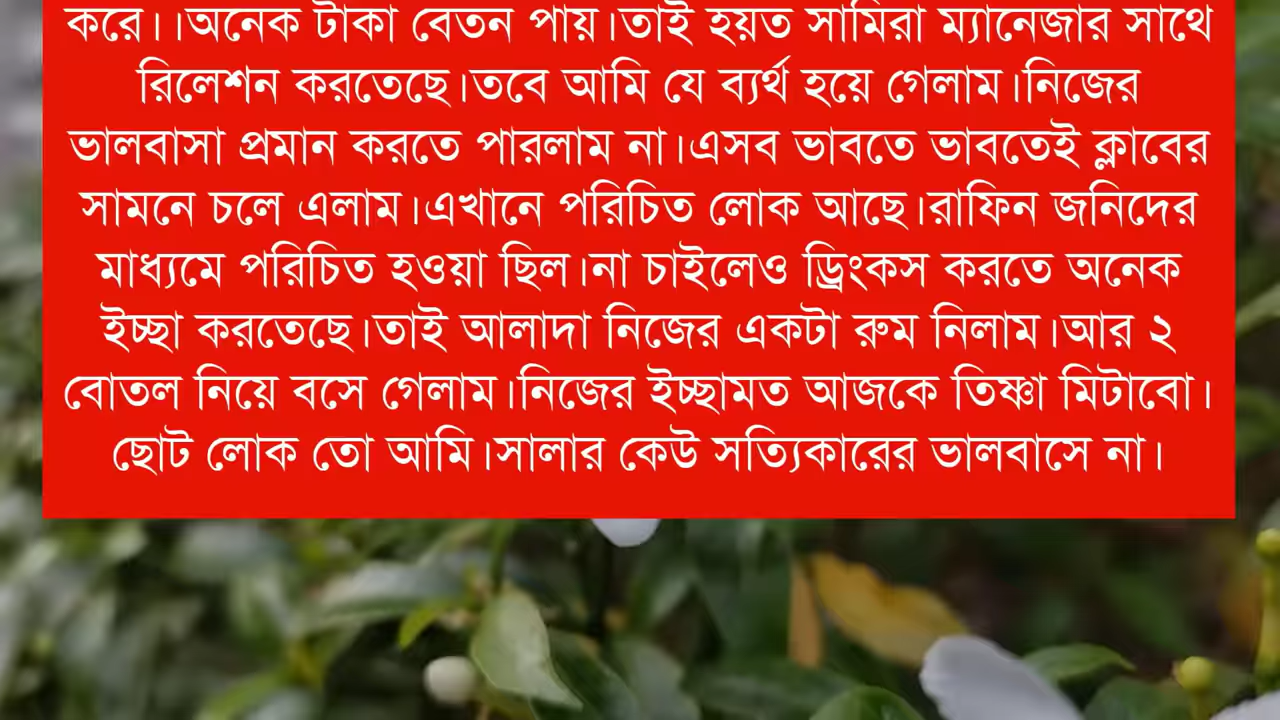 করে।।অনেক টাকা বেতন পায়।তাই হয়ত সামিরা ম্যানেজার সাথে
রিলেশন করতেছে।তবে আমি যে ব্যর্থ হয়ে গেলাম।নিজের
ভালবাসা প্রমান করতে পারলাম না।এসব ভাবতে ভাবতেই ক্লাবের
সামনে চলে এলাম।এখানে পরিচিত লোক আছে।রাফিন জনিদের
মাধ্যমে পরিচিত হওয়া ছিল।না চাইলেও ড্রিংকস করতে অনেক
ইচ্ছা করতেছে।তাই আলাদা নিজের একটা রুম নিলাম।আর ২
বোতল নিয়ে বসে গেলাম।নিজের ইচ্ছামত আজকে তিষ্ণা মিটাবো।
ছোট লোক তো আমি।সালার কেউ সত্যিকারের ভালবাসে না।